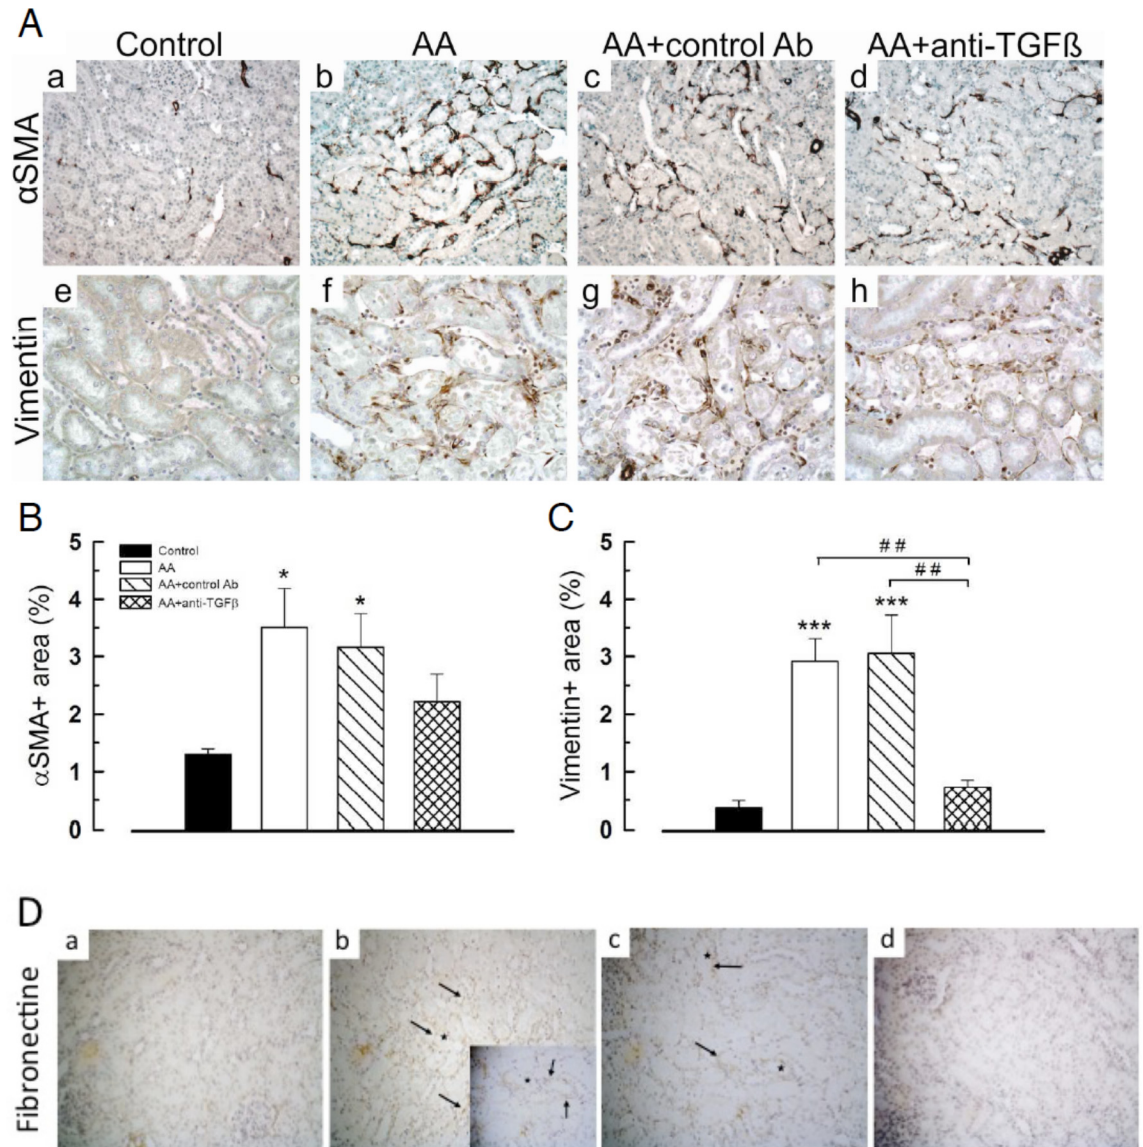 A
Control AA AA+control Ab AA+anti-TGFß
αSMA
a b c d
Vimentin
e f g h
B
αSMA+ area (%)
5
4
3
2
1
0
Control
AA
AA+control Ab
AA+anti-TGFβ
*
*
C
Vimentin+ area (%)
5
4
3
2
1
0
# #
# #
***
***
D
Fibronectine
a b c d
*
*
*
*